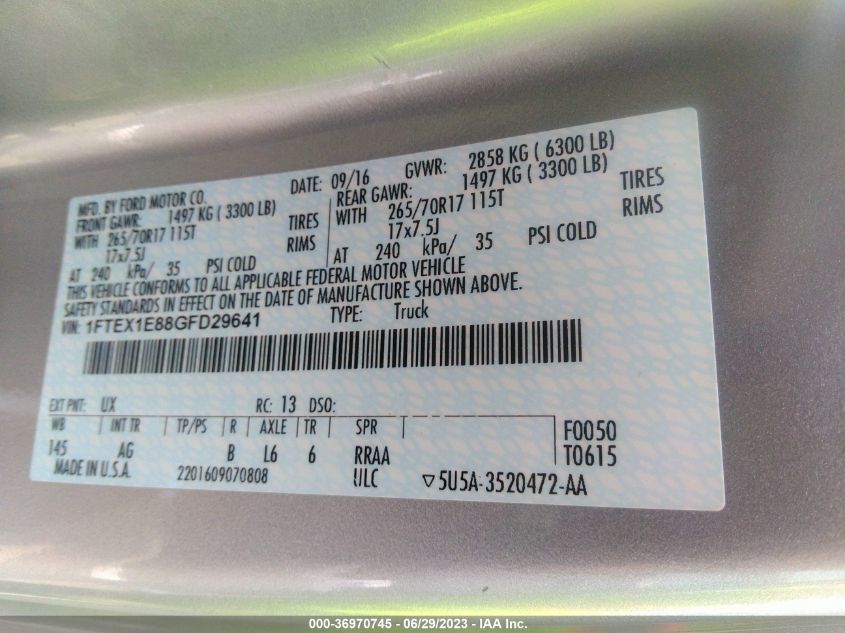 MFD. BY FORD MOTOR CO.
DATE: 09/16 GVWR: 2858 KG ( 6300 LB)
FRONT GAWR: 1497 KG ( 3300 LB)
WITH 265/70R17 115T TIRES
17x7.5J RIMS
AT 240 kPa/ 35 PSI COLD
REAR GAWR: 1497 KG ( 3300 LB)
WITH 265/70R17 115T TIRES
17x7.5J RIMS
AT 240 kPa/ 35 PSI COLD
THIS VEHICLE CONFORMS TO ALL APPLICABLE FEDERAL MOTOR VEHICLE
SAFETY STANDARDS IN EFFECT ON THE DATE OF MANUFACTURE SHOWN ABOVE.
VIN: 1FTEX1E88GFD29641 TYPE: Truck
EXT PNT: UX RC: 13 DSO:
WB INT TR TP/PS R AXLE TR SPR F0050
145 AG B L6 6 RRAA T0615
MADE IN U.S.A. 2201609070808 ULC ▽5U5A-3520472-AA
000-36970745 - 06/29/2023 - IAA Inc.